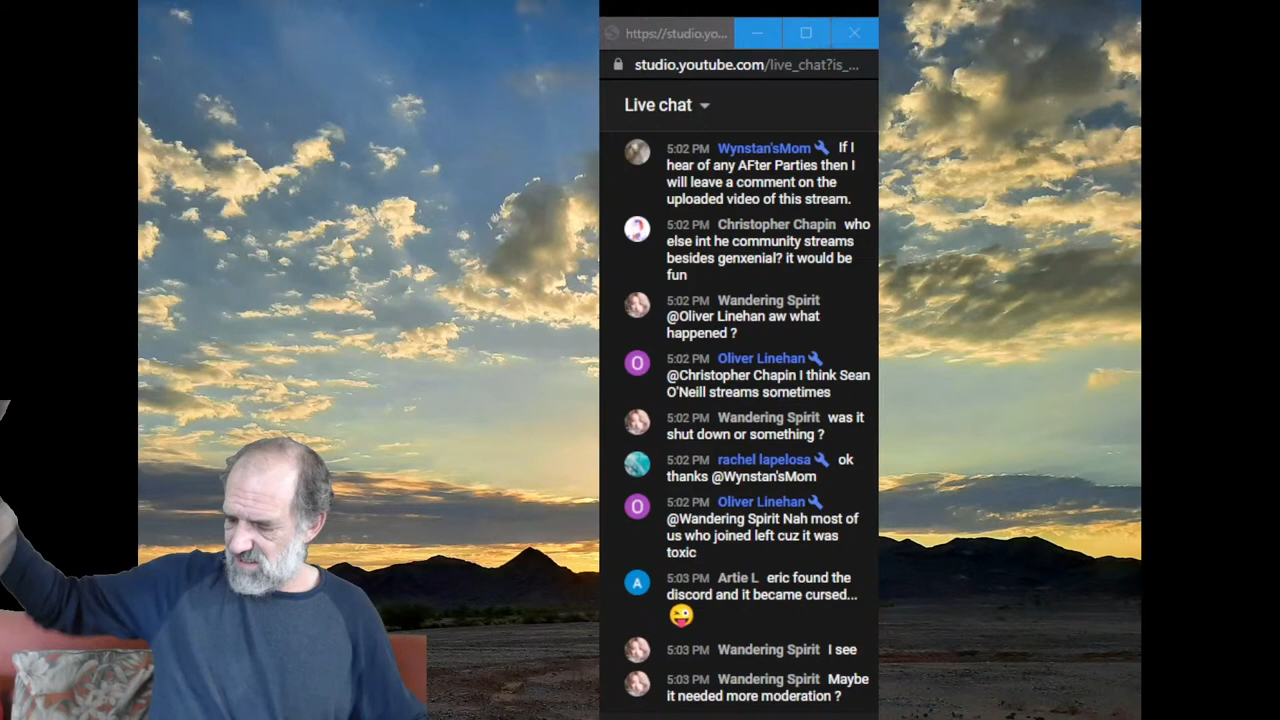 https://studio.yo...
studio.youtube.com/live_chat?is_...
Live chat
5:02 PM Wynstan'sMom If I
hear of any AFter Parties then I
will leave a comment on the
uploaded video of this stream.
5:02 PM Christopher Chapin who
else int he community streams
besides genxenial? it would be
fun
5:02 PM Wandering Spirit
@Oliver Linehan aw what
happened ?
O
5:02 PM Oliver Linehan
@Christopher Chapin I think Sean
O'Neill streams sometimes
5:02 PM Wandering Spirit was it
shut down or something ?
5:02 PM rachel lapelosa ok
thanks @Wynstan'sMom
O
5:02 PM Oliver Linehan
@Wandering Spirit Nah most of
us who joined left cuz it was
toxic
A
5:03 PM Artie L eric found the
discord and it became cursed...
5:03 PM Wandering Spirit I see
5:03 PM Wandering Spirit Maybe
it needed more moderation ?